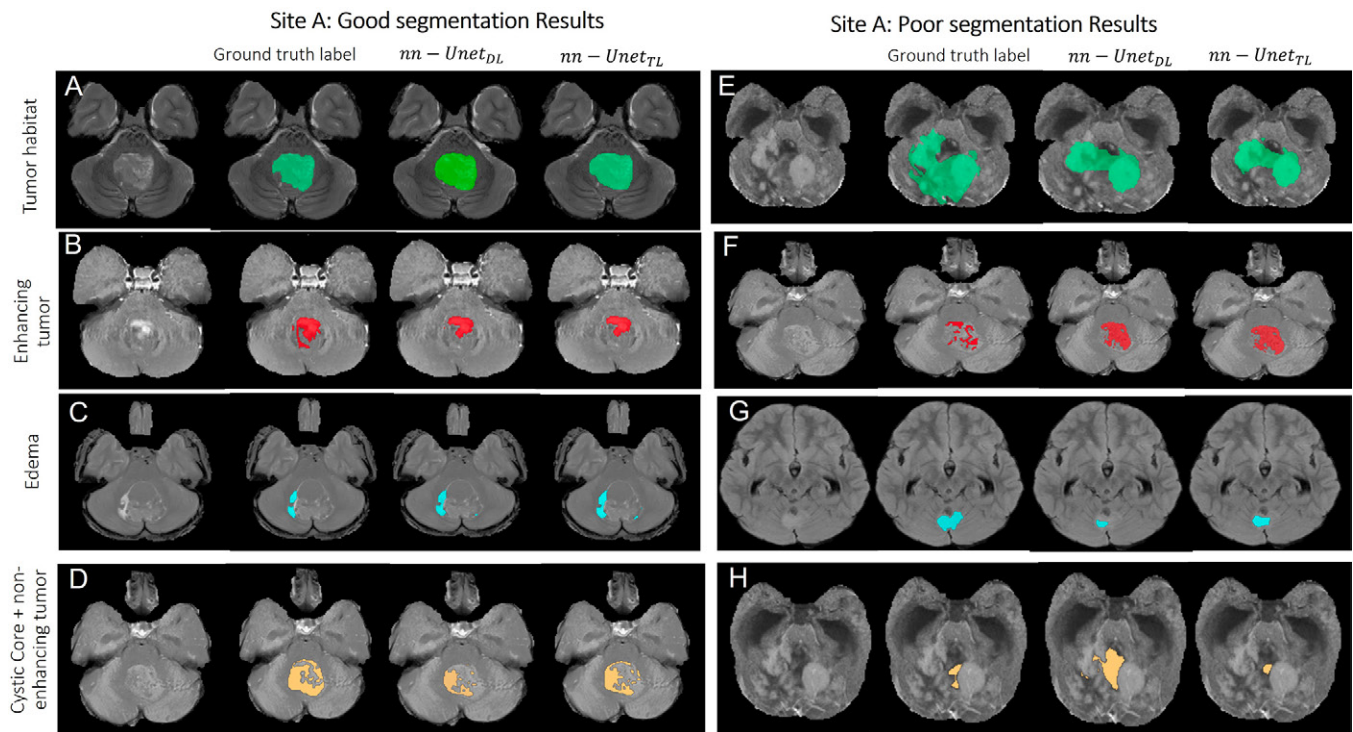 Site A: Good segmentation Results
Site A: Poor segmentation Results
Ground truth label
nn − Unet_DL
nn − Unet_TL
Ground truth label
nn − Unet_DL
nn − Unet_TL
Tumor habitat
A
E
Enhancing
tumor
B
F
Edema
C
G
Cystic Core + non-
enhancing tumor
D
H